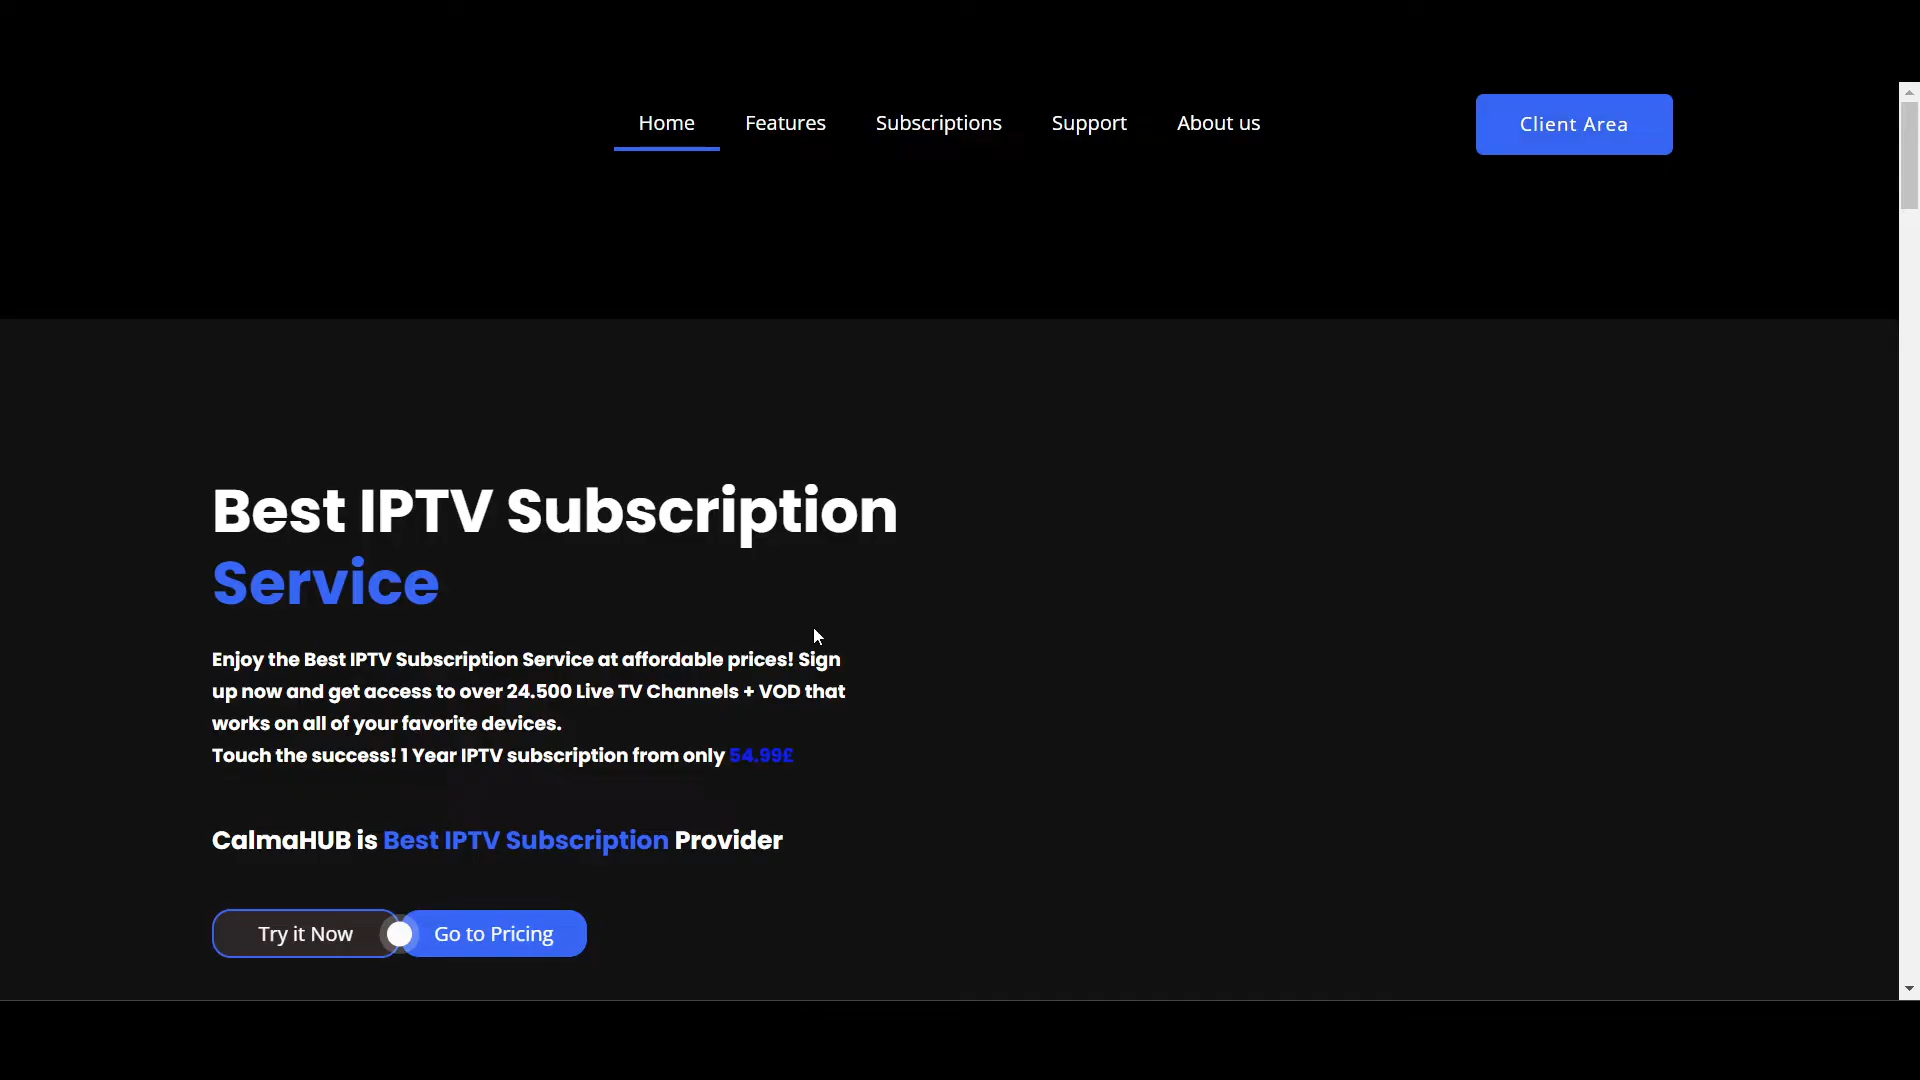 Home Features Subscriptions Support About us Client Area
Best IPTV Subscription
Service
Enjoy the Best IPTV Subscription Service at affordable prices! Sign
up now and get access to over 24.500 Live TV Channels + VOD that
works on all of your favorite devices.
Touch the success! 1 Year IPTV subscription from only 54.99£
CalmaHUB is Best IPTV Subscription Provider
Try it Now Go to Pricing